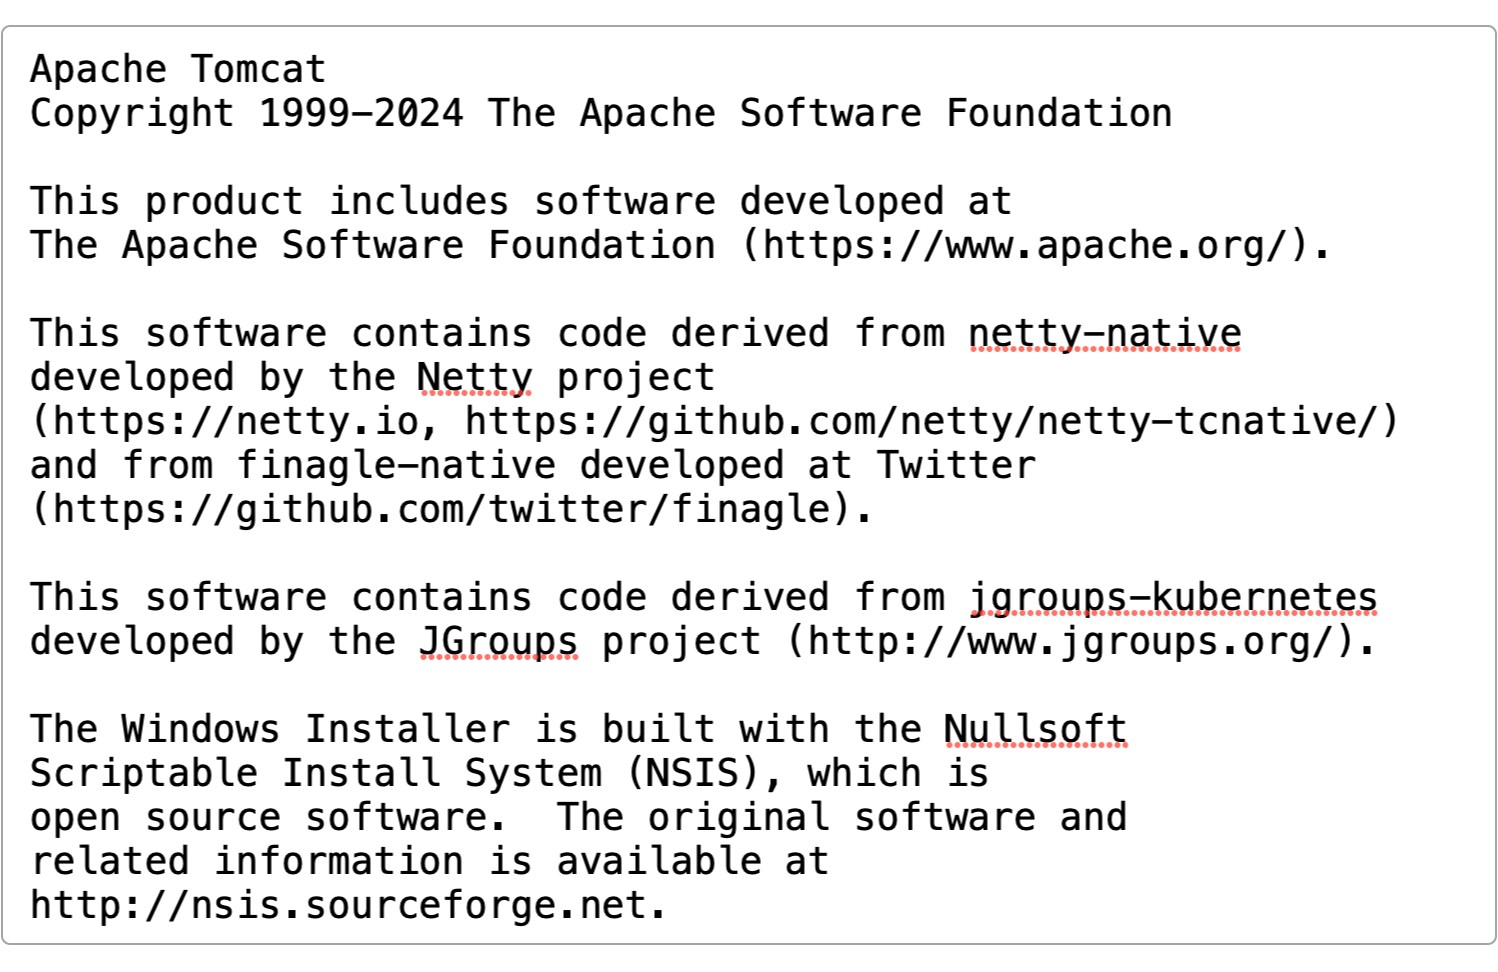 Apache Tomcat
Copyright 1999-2024 The Apache Software Foundation

This product includes software developed at
The Apache Software Foundation (https://www.apache.org/).

This software contains code derived from netty-native
developed by the Netty project
(https://netty.io, https://github.com/netty/netty-tcnative/)
and from finagle-native developed at Twitter
(https://github.com/twitter/finagle).

This software contains code derived from jgroups-kubernetes
developed by the JGroups project (http://www.jgroups.org/).

The Windows Installer is built with the Nullsoft
Scriptable Install System (NSIS), which is
open source software.  The original software and
related information is available at
http://nsis.sourceforge.net.